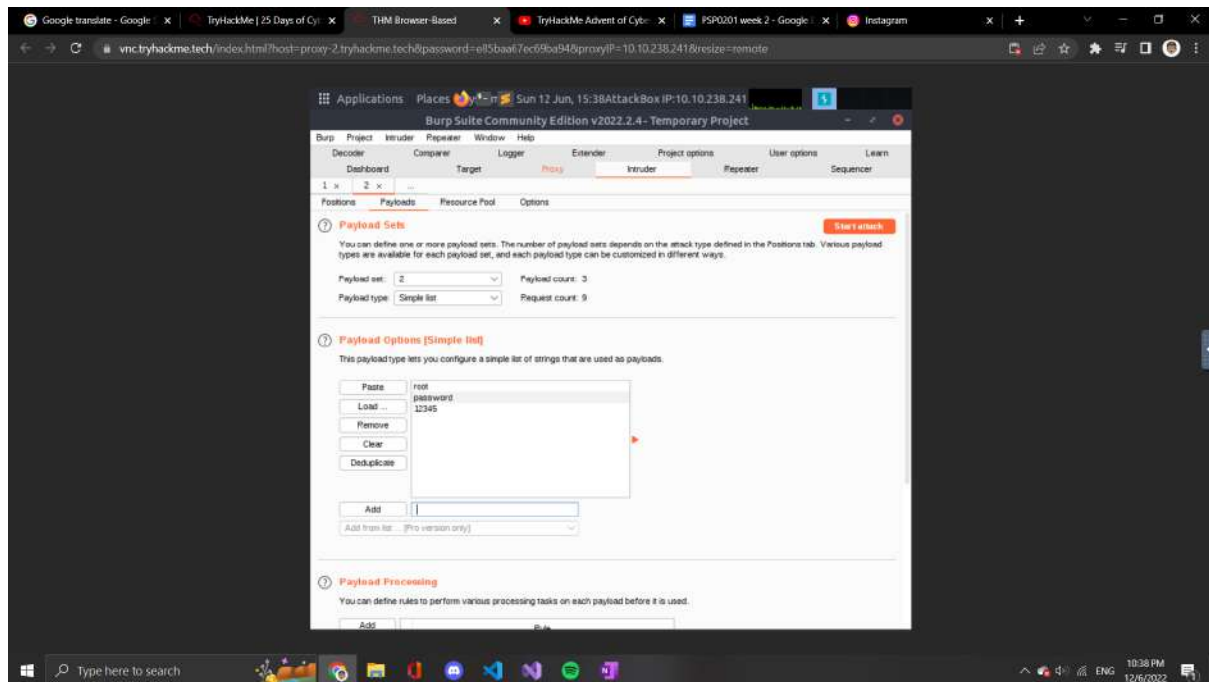 Google translate - Google
TryHackMe | 25 Days of Cy
THM Browser-Based
TryHackMe Advent of Cybe
PSP0201 week 2 - Google
Instagram
vnc.tryhackme.tech/index.html?host=proxy-2.tryhackme.tech&password=e85baa67ec69ba94&proxyIP=10.10.238.241&resize=remote
Applications Places Sun 12 Jun, 15:38 AttackBox IP:10.10.238.241
Burp Suite Community Edition v2022.2.4 - Temporary Project
Burp Project Intruder Repeater Window Help
Decoder Comparer Logger Extender Project options User options Learn
Dashboard Target Proxy Intruder Repeater Sequencer
1 × 2 × ...
Positions Payloads Resource Pool Options
Payload Sets
Start attack
You can define one or more payload sets. The number of payload sets depends on the attack type defined in the Positions tab. Various payload
types are available for each payload set, and each payload type can be customized in different ways.
Payload set: 2 Payload count: 3
Payload type: Simple list Request count: 9
Payload Options [Simple list]
This payload type lets you configure a simple list of strings that are used as payloads.
Paste
Load ...
Remove
Clear
Deduplicate
root
password
12345
Add
Add from list ... [Pro version only]
Payload Processing
You can define rules to perform various processing tasks on each payload before it is used.
Add Rule
Type here to search
ENG
10:38 PM
12/6/2022